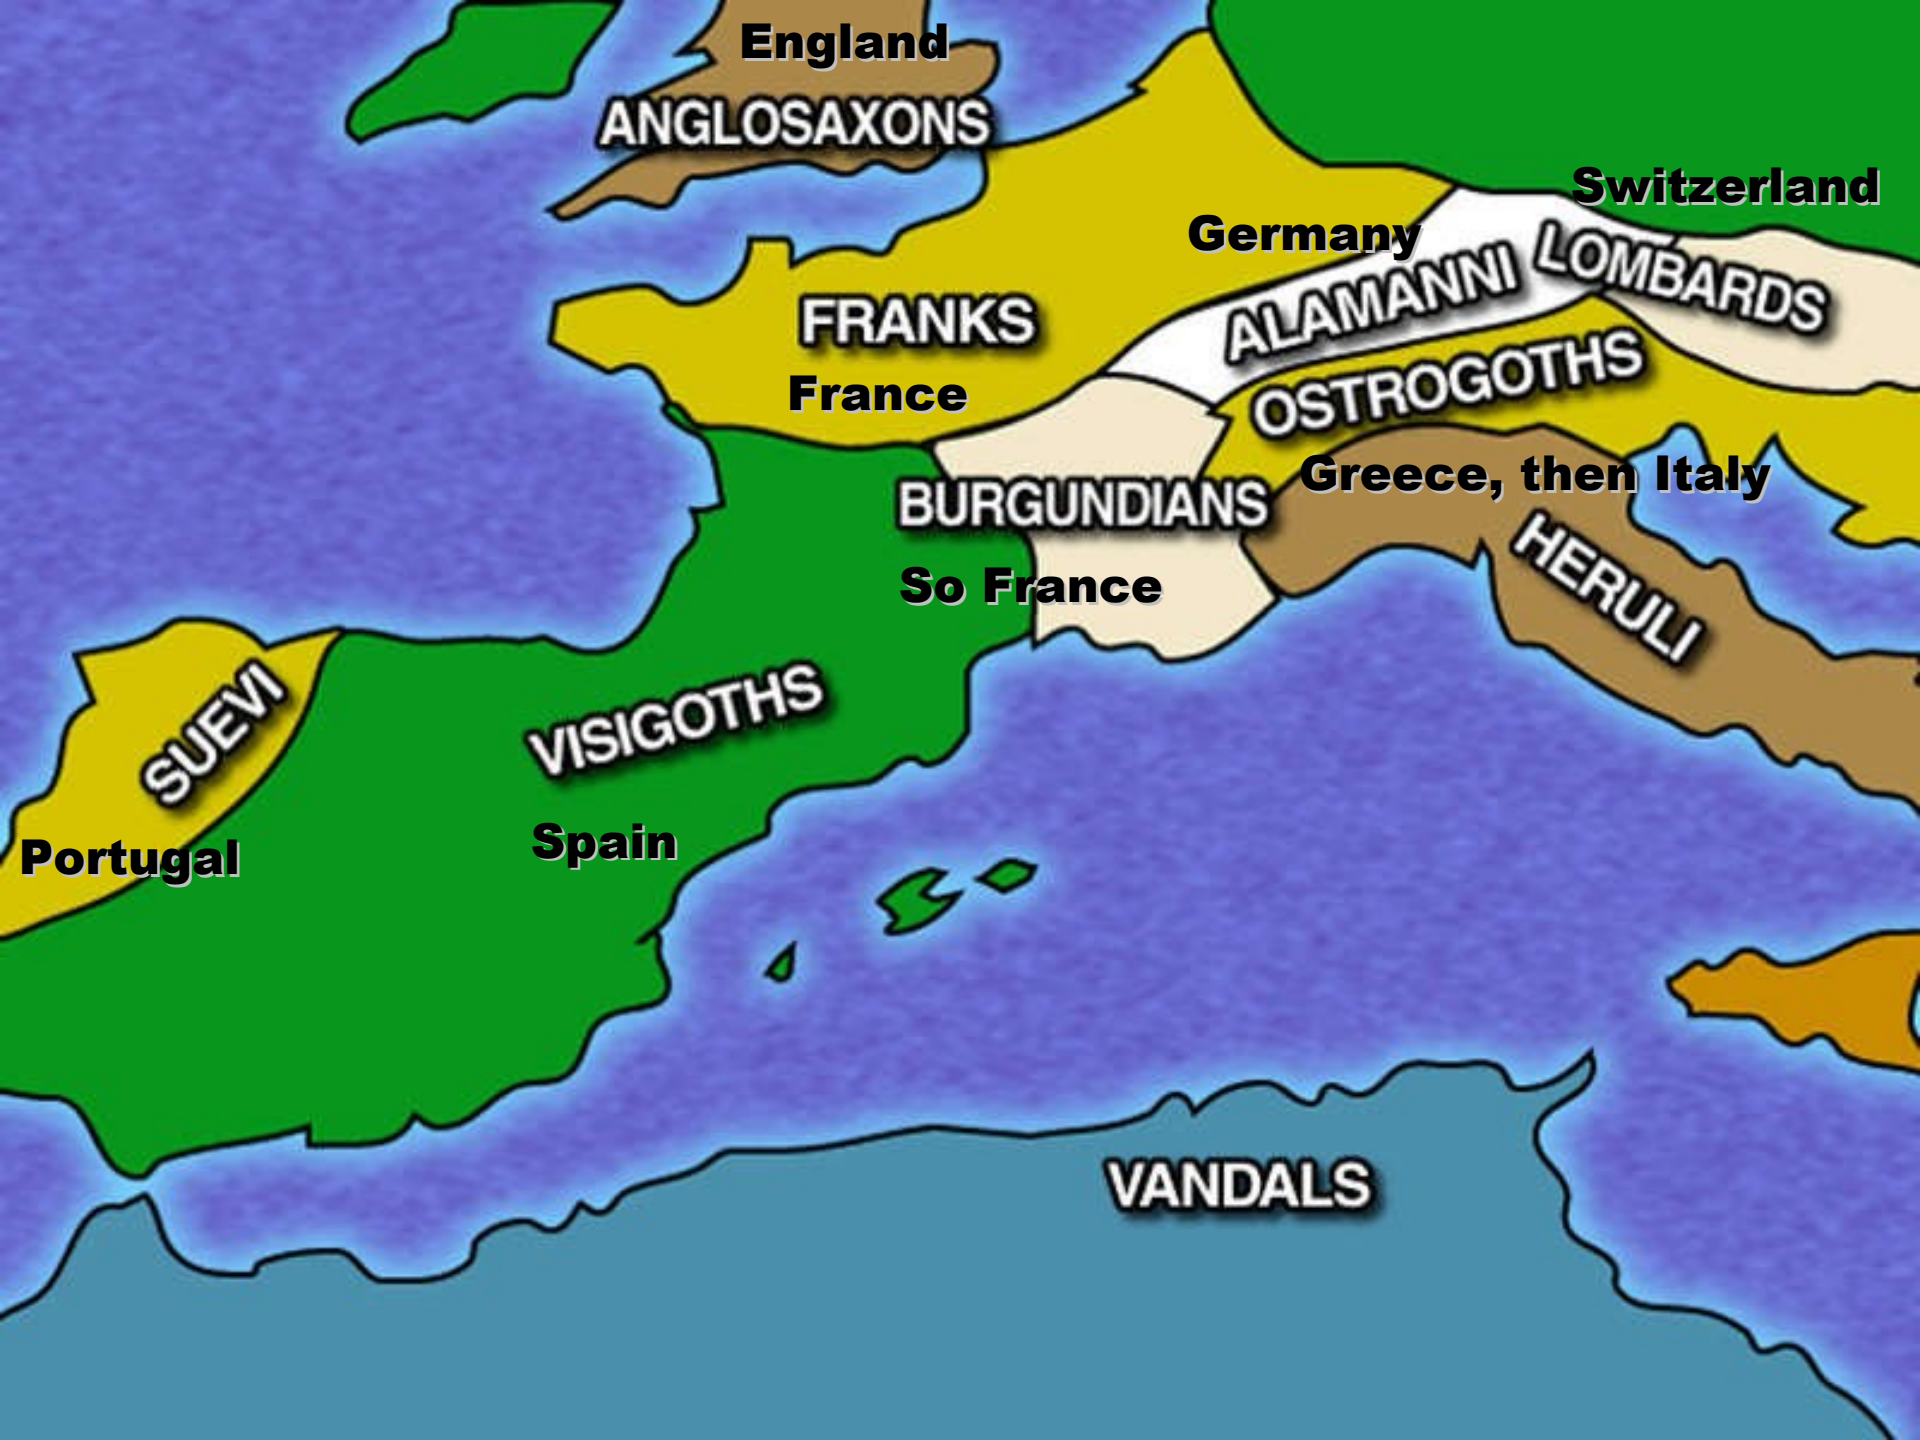 England
ANGLOSAXONS
Switzerland
Germany
LOMBARDS
ALAMANNI
FRANKS
OSTROGOTHS
France
Greece, then Italy
BURGUNDIANS
HERULI
So France
SUEVI
VISIGOTHS
Spain
Portugal
VANDALS